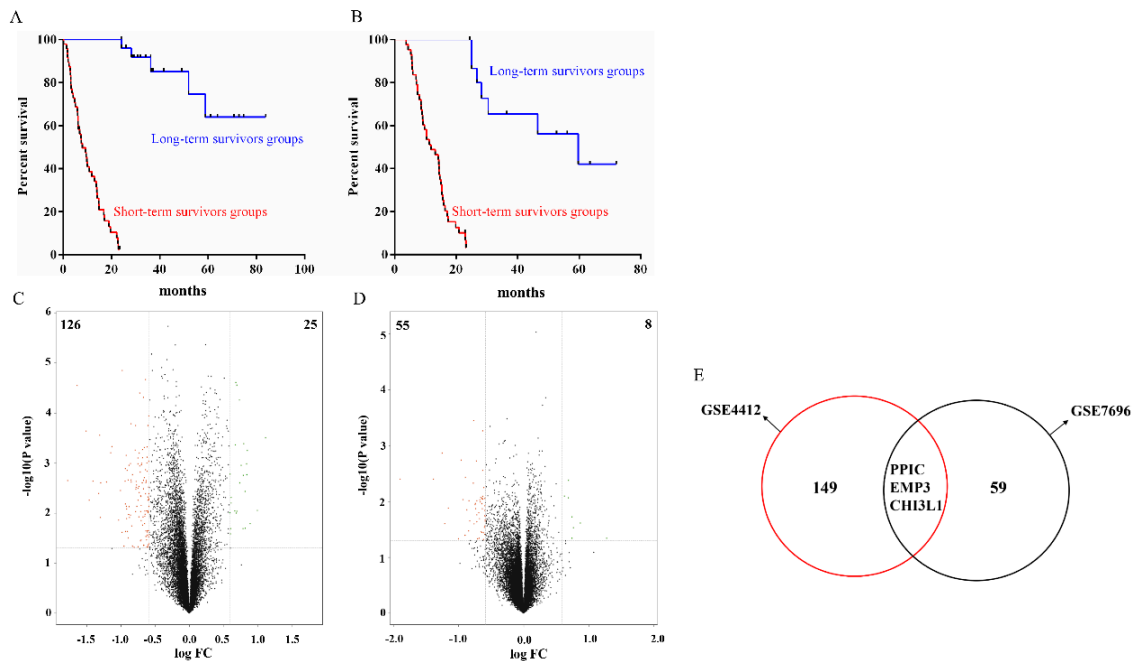 A
100
80
60
40
20
0
Percent survival
Long-term survivors groups
Short-term survivors groups
0 20 40 60 80 100
months
B
100
80
60
40
20
0
Percent survival
Long-term survivors groups
Short-term survivors groups
0 20 40 60 80
months
C
126 25
6
5
4
3
2
1
0
-log10(P value)
-1.5 -1.0 -0.5 0.0 0.5 1.0 1.5
log FC
D
55 8
5
4
3
2
1
0
-log10(P value)
-2.0 -1.0 0.0 1.0 2.0
log FC
E
GSE4412
GSE7696
149
PPIC
EMP3
CHI3L1
59